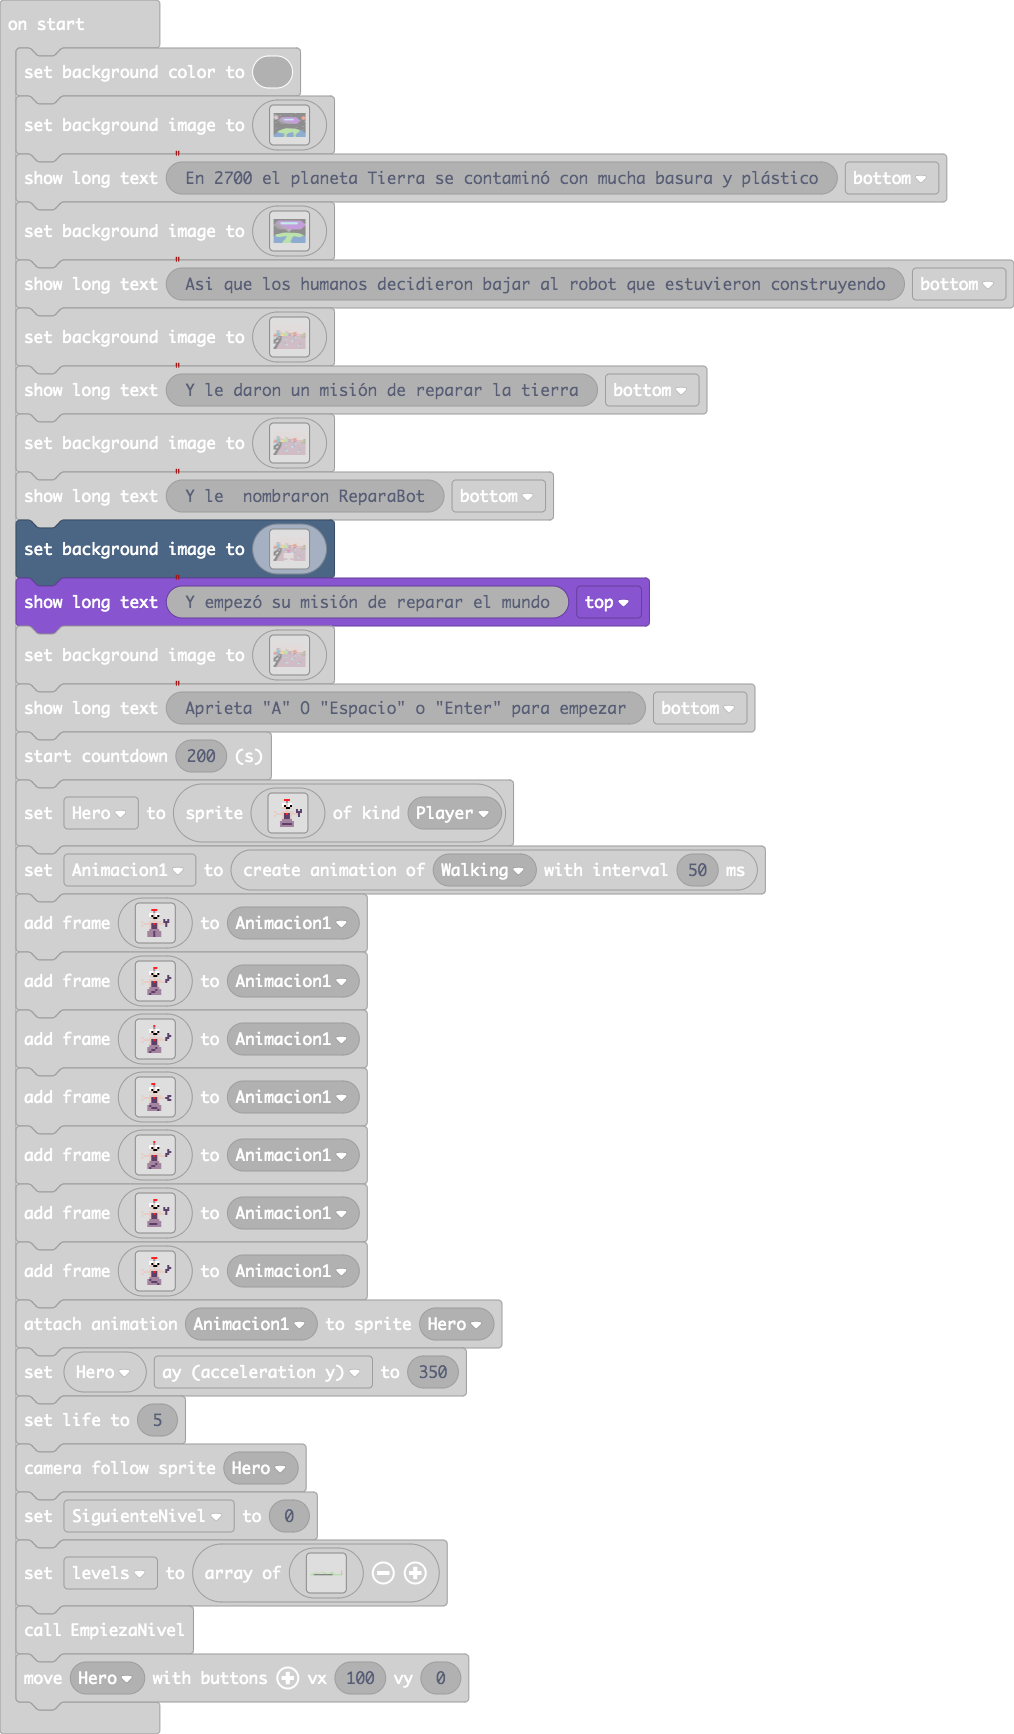 on start
set background color to
set background image to
show long text " En 2700 el planeta Tierra se contaminó con mucha basura y plástico bottom
set background image to
show long text " Asi que los humanos decidieron bajar al robot que estuvieron construyendo bottom
set background image to
show long text " Y le daron un misión de reparar la tierra bottom
set background image to
show long text " Y le  nombraron ReparaBot bottom
set background image to
show long text " Y empezó su misión de reparar el mundo top
set background image to
show long text " Aprieta "A" O "Espacio" o "Enter" para empezar bottom
start countdown 200 (s)
set Hero to sprite of kind Player
set Animacion1 to create animation of Walking with interval 50 ms
add frame to Animacion1
add frame to Animacion1
add frame to Animacion1
add frame to Animacion1
add frame to Animacion1
add frame to Animacion1
add frame to Animacion1
attach animation Animacion1 to sprite Hero
set Hero ay (acceleration y) to 350
set life to 5
camera follow sprite Hero
set SiguienteNivel to 0
set levels to array of
call EmpiezaNivel
move Hero with buttons vx 100 vy 0